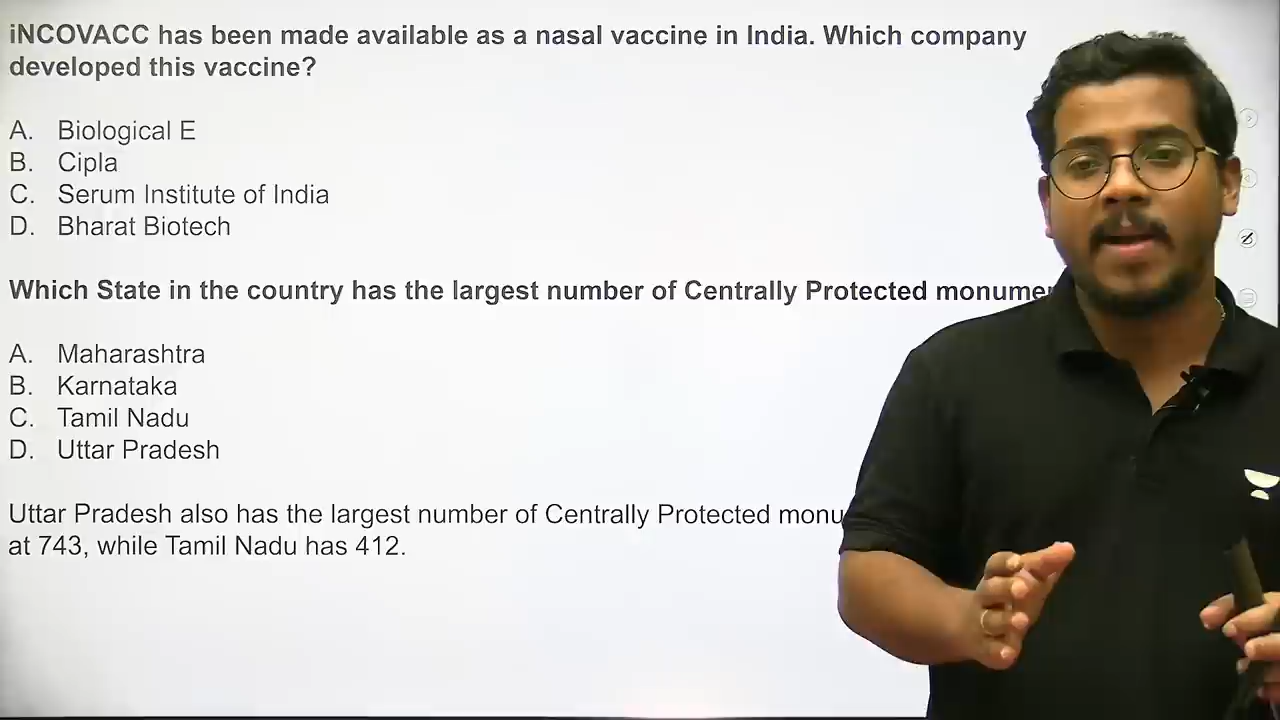 iNCOVACC has been made available as a nasal vaccine in India. Which company
developed this vaccine?
A. Biological E
B. Cipla
C. Serum Institute of India
D. Bharat Biotech
Which State in the country has the largest number of Centrally Protected
A. Maharashtra
B. Karnataka
C. Tamil Nadu
D. Uttar Pradesh
Uttar Pradesh also has the largest number of Centrally Protected
at 743, while Tamil Nadu has 412.